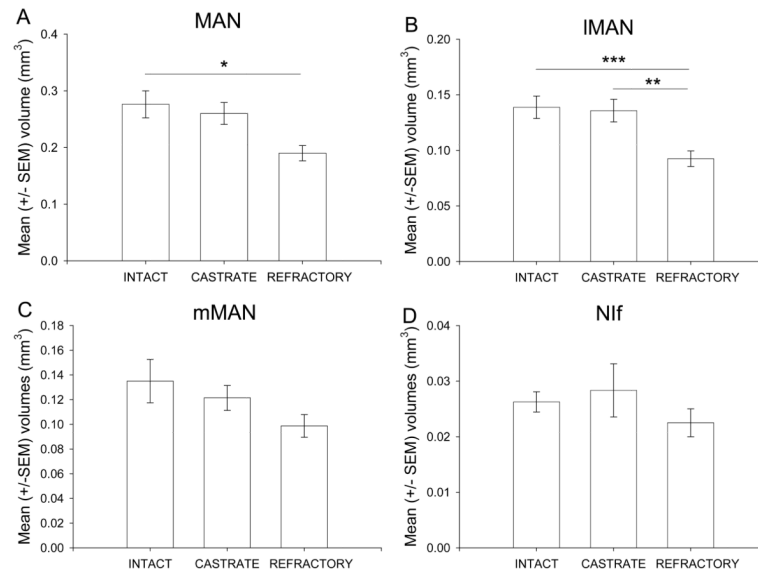 A
MAN
Mean (+/- SEM) volume (mm³)
0.4
0.3
0.2
0.1
0.0
*
INTACT CASTRATE REFRACTORY
B
lMAN
Mean (+/-SEM) volume (mm³)
0.20
0.15
0.10
0.05
0.00
***
**
INTACT CASTRATE REFRACTORY
C
mMAN
Mean (+/-SEM) volumes (mm³)
0.18
0.16
0.14
0.12
0.10
0.08
0.06
0.04
0.02
0.00
INTACT CASTRATE REFRACTORY
D
NIf
Mean (+/- SEM) volumes (mm³)
0.04
0.03
0.02
0.01
0.00
INTACT CASTRATE REFRACTORY